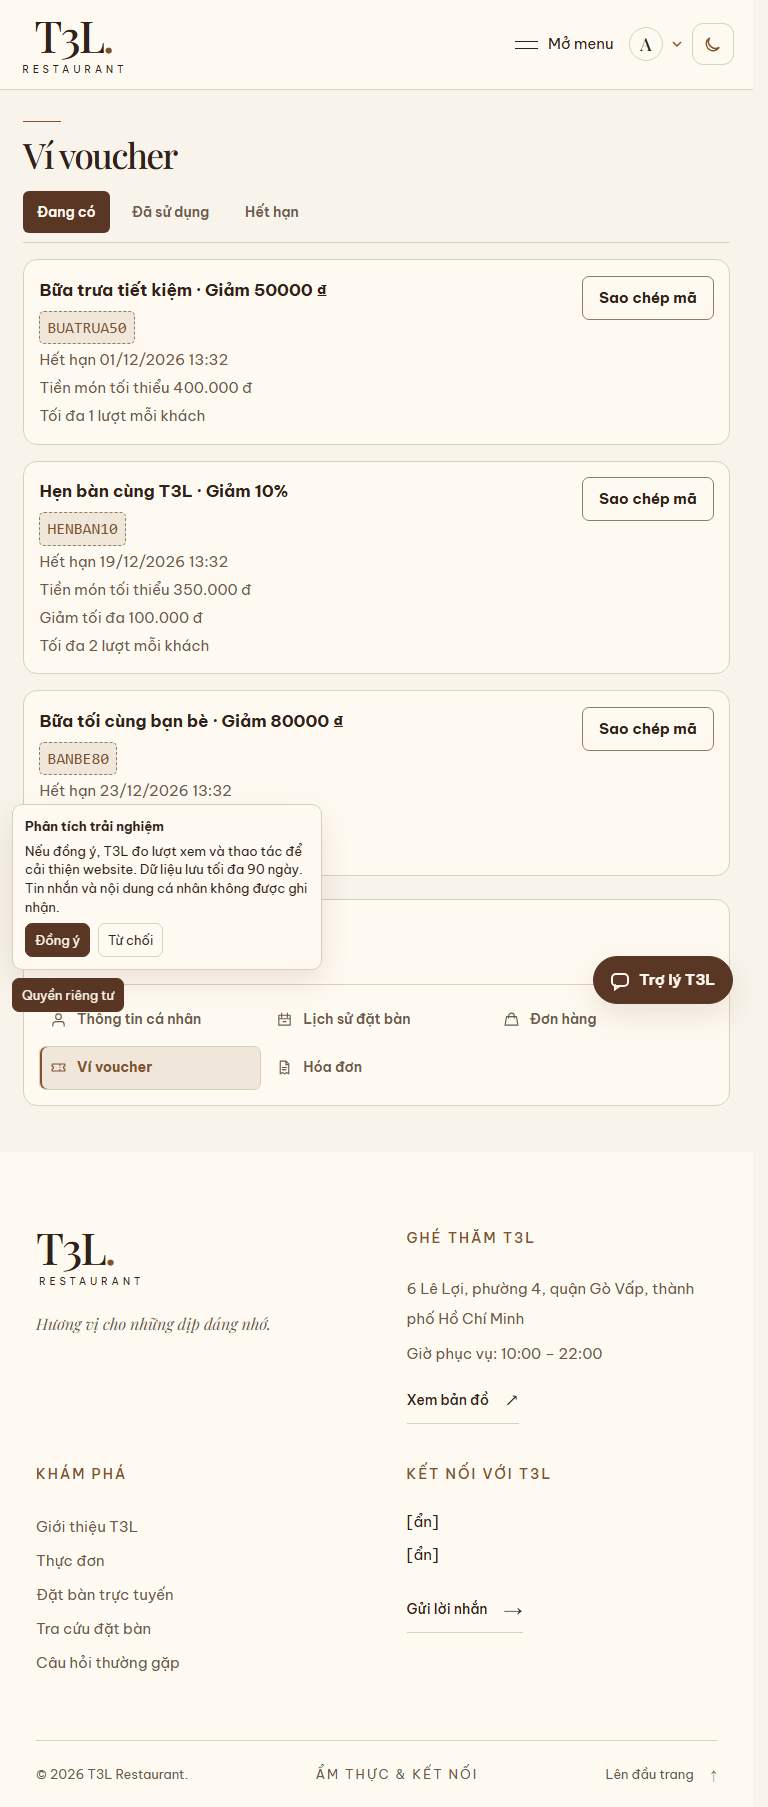 T3L.
RESTAURANT
Mở menu
A
Ví voucher
Đang có
Đã sử dụng
Hết hạn
Bữa trưa tiết kiệm · Giảm 50000 ₫
Sao chép mã
BUATRUA50
Hết hạn 01/12/2026 13:32
Tiền món tối thiểu 400.000 đ
Tối đa 1 lượt mỗi khách
Hẹn bàn cùng T3L · Giảm 10%
Sao chép mã
HENBAN10
Hết hạn 19/12/2026 13:32
Tiền món tối thiểu 350.000 đ
Giảm tối đa 100.000 đ
Tối đa 2 lượt mỗi khách
Bữa tối cùng bạn bè · Giảm 80000 ₫
Sao chép mã
BANBE80
Hết hạn 23/12/2026 13:32
Phân tích trải nghiệm
Nếu đồng ý, T3L đo lượt xem và thao tác để
cải thiện website. Dữ liệu lưu tối đa 90 ngày.
Tin nhắn và nội dung cá nhân không được ghi
nhận.
Đồng ý
Từ chối
Quyền riêng tư
Trợ lý T3L
Thông tin cá nhân
Lịch sử đặt bàn
Đơn hàng
Ví voucher
Hóa đơn
T3L.
RESTAURANT
Hương vị cho những dịp đáng nhớ.
GHÉ THĂM T3L
6 Lê Lợi, phường 4, quận Gò Vấp, thành
phố Hồ Chí Minh
Giờ phục vụ: 10:00 – 22:00
Xem bản đồ ↗
KHÁM PHÁ
Giới thiệu T3L
Thực đơn
Đặt bàn trực tuyến
Tra cứu đặt bàn
Câu hỏi thường gặp
KẾT NỐI VỚI T3L
[ẩn]
[ẩn]
Gửi lời nhắn →
© 2026 T3L Restaurant.
ẨM THỰC & KẾT NỐI
Lên đầu trang ↑